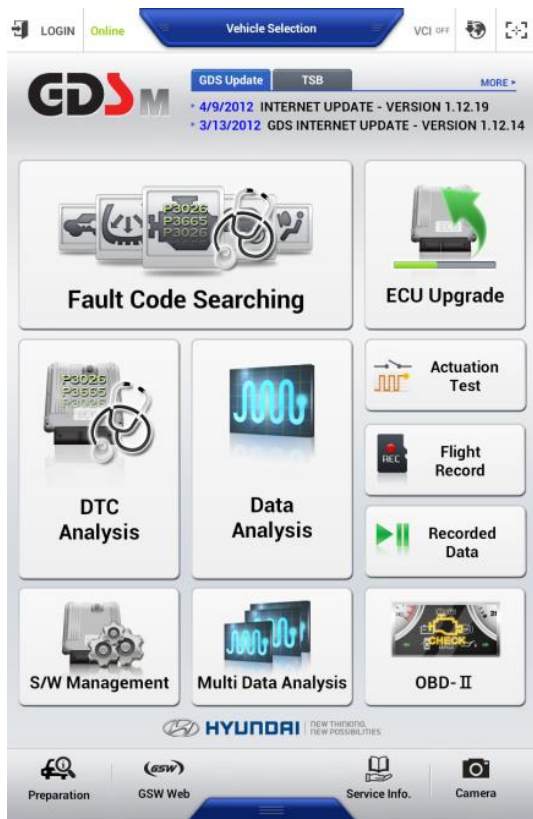 LOGIN Online Vehicle Selection VCI OFF
GDS M
GDS Update TSB MORE
4/9/2012 INTERNET UPDATE - VERSION 1.12.19
3/13/2012 GDS INTERNET UPDATE - VERSION 1.12.14
P3026
P3665
P3026
Fault Code Searching
ECU Upgrade
P3026
P3665
P3026
DTC
Analysis
Data
Analysis
Actuation
Test
REC
Flight
Record
Recorded
Data
S/W Management
Multi Data Analysis
CHECK
OBD-Ⅱ
HYUNDAI
NEW THINKING.
NEW POSSIBILITIES.
GSW
Preparation
GSW Web
Service Info.
Camera